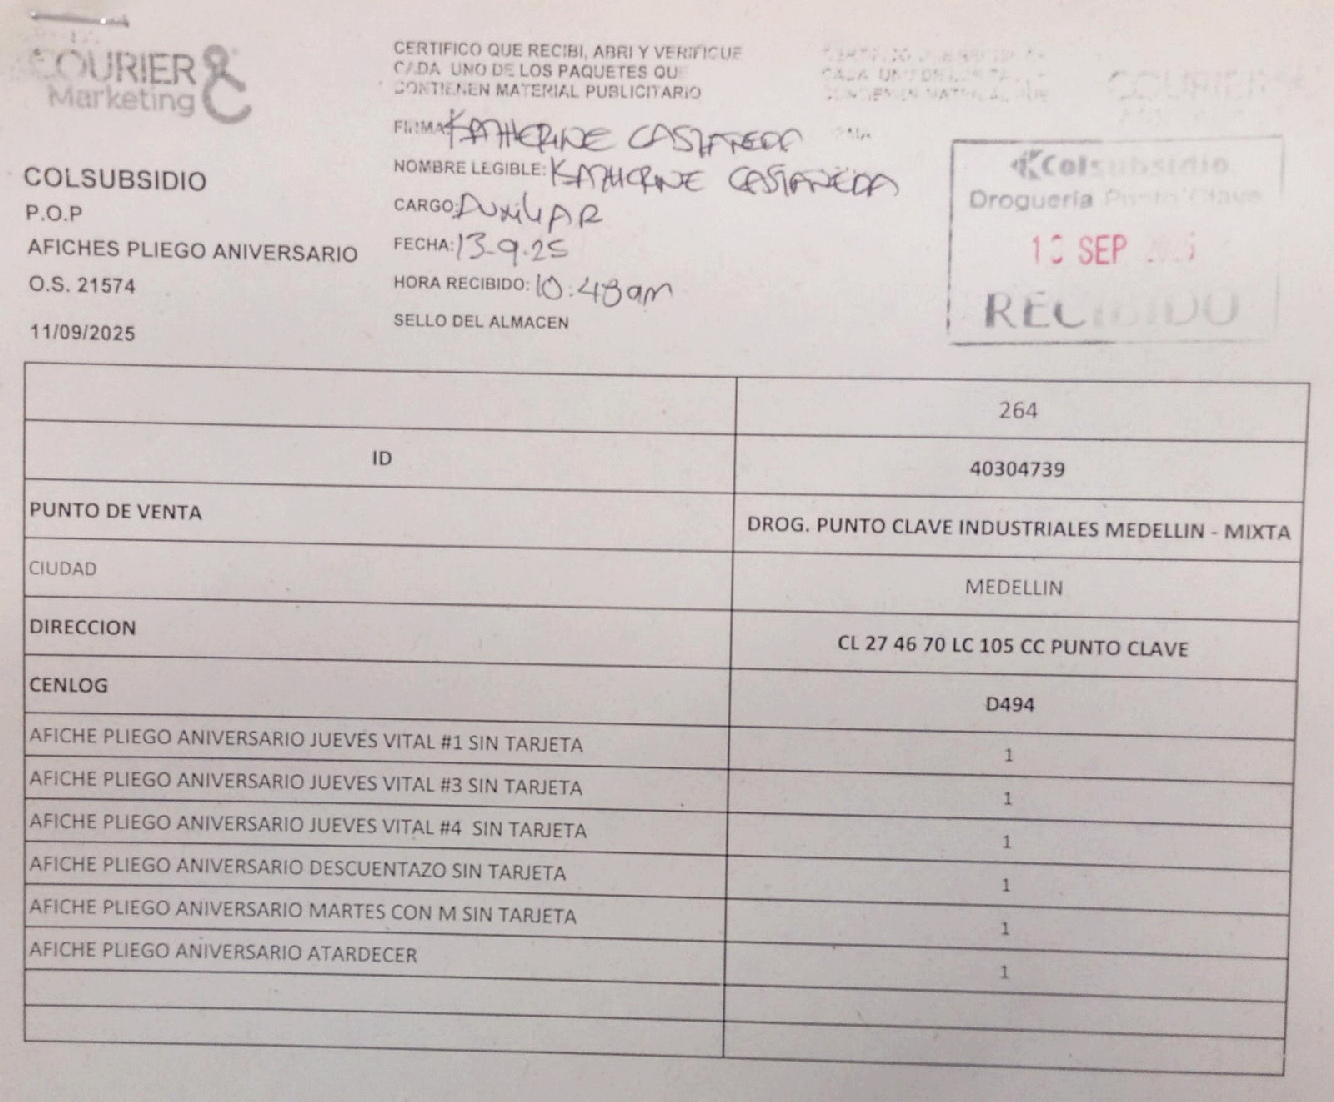 COURIER
Marketing
COLSUBSIDIO
P.O.P
AFICHES PLIEGO ANIVERSARIO
O.S. 21574
11/09/2025
CERTIFICO QUE RECIBI, ABRI Y VERIFIQUE
CADA UNO DE LOS PAQUETES QUE
CONTIENEN MATERIAL PUBLICITARIO
FIRMA KATHERINE CASTAÑEDA
NOMBRE LEGIBLE: KATHERINE CASTAÑEDA
CARGO: AUXILIAR
FECHA: 13-9-25
HORA RECIBIDO: 10:48am
SELLO DEL ALMACEN
COURIER
Colsubsidio
Droguería Punto Clave
SEP
RECIBIDO
264
ID 40304739
PUNTO DE VENTA DROG. PUNTO CLAVE INDUSTRIALES MEDELLIN - MIXTA
CIUDAD MEDELLIN
DIRECCION CL 27 46 70 LC 105 CC PUNTO CLAVE
CENLOG D494
AFICHE PLIEGO ANIVERSARIO JUEVES VITAL #1 SIN TARJETA 1
AFICHE PLIEGO ANIVERSARIO JUEVES VITAL #3 SIN TARJETA 1
AFICHE PLIEGO ANIVERSARIO JUEVES VITAL #4 SIN TARJETA 1
AFICHE PLIEGO ANIVERSARIO DESCUENTAZO SIN TARJETA 1
AFICHE PLIEGO ANIVERSARIO MARTES CON M SIN TARJETA 1
AFICHE PLIEGO ANIVERSARIO ATARDECER 1